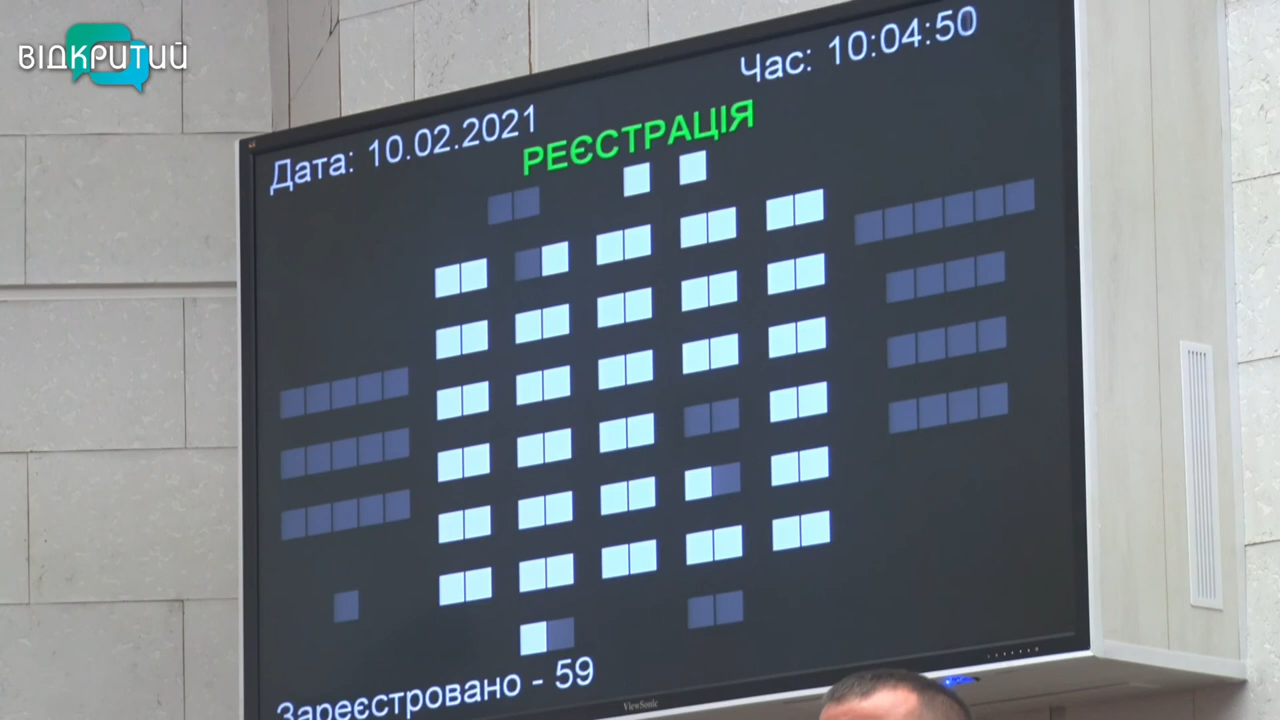 ВІДКРИТИЙ
Дата: 10.02.2021
Час: 10:04:50
РЕЄСТРАЦІЯ
Зареєстровано - 59
ViewSonic